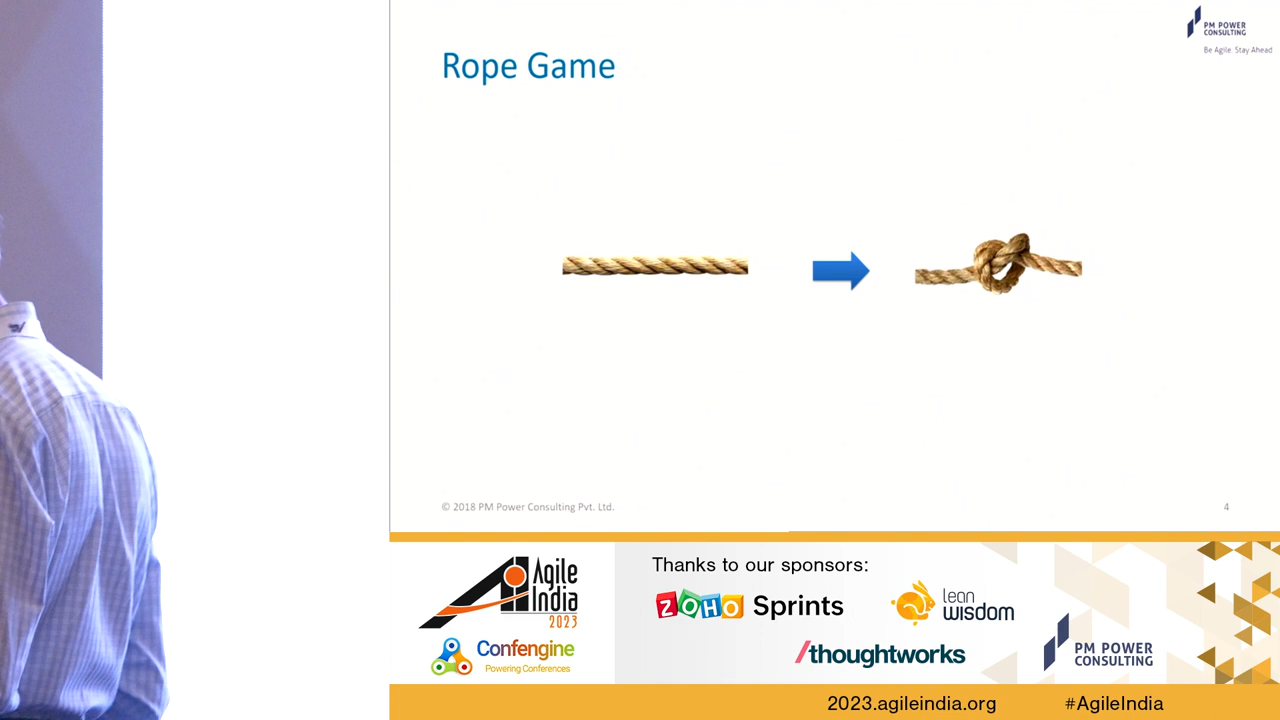 PM POWER
CONSULTING
Be Agile Stay Ahead
Rope Game
© 2018 PM Power Consulting Pvt. Ltd.
4
Agile
India
2023
Confengine
Powering Conferences
Thanks to our sponsors:
ZOHO Sprints
lean
wisdom
/thoughtworks
PM POWER
CONSULTING
2023.agileindia.org
#AgileIndia